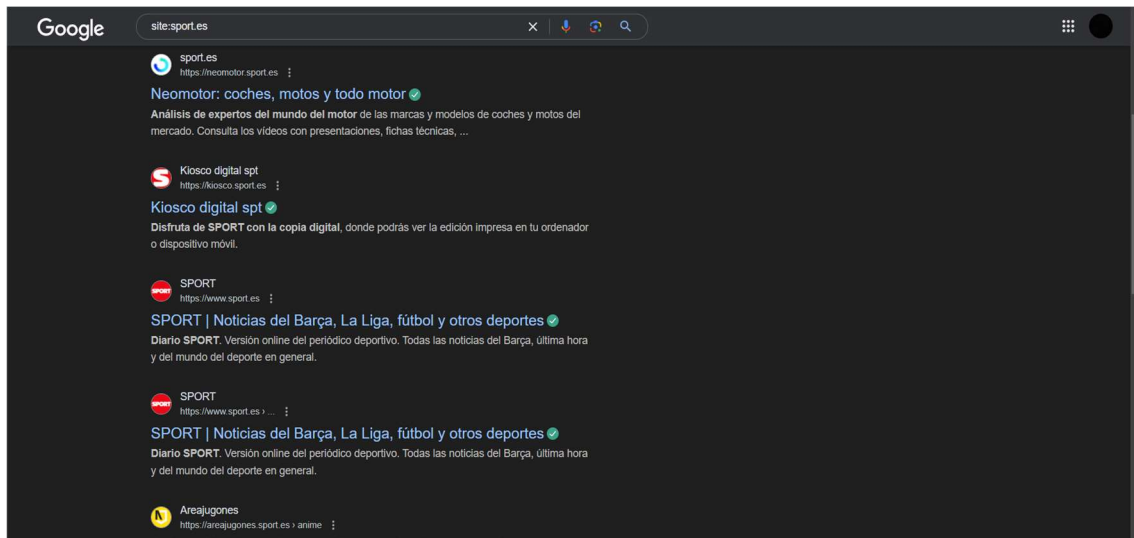 Google
site:sport.es
sport.es
https://neomotor.sport.es
Neomotor: coches, motos y todo motor
Análisis de expertos del mundo del motor de las marcas y modelos de coches y motos del
mercado. Consulta los vídeos con presentaciones, fichas técnicas, ...
Kiosco digital spt
https://kiosco.sport.es
Kiosco digital spt
Disfruta de SPORT con la copia digital, donde podrás ver la edición impresa en tu ordenador
o dispositivo móvil.
SPORT
SPORT
https://www.sport.es
SPORT | Noticias del Barça, La Liga, fútbol y otros deportes
Diario SPORT. Versión online del periódico deportivo. Todas las noticias del Barça, última hora
y del mundo del deporte en general.
SPORT
SPORT
https://www.sport.es › ...
SPORT | Noticias del Barça, La Liga, fútbol y otros deportes
Diario SPORT. Versión online del periódico deportivo. Todas las noticias del Barça, última hora
y del mundo del deporte en general.
Areajugones
https://areajugones.sport.es › anime